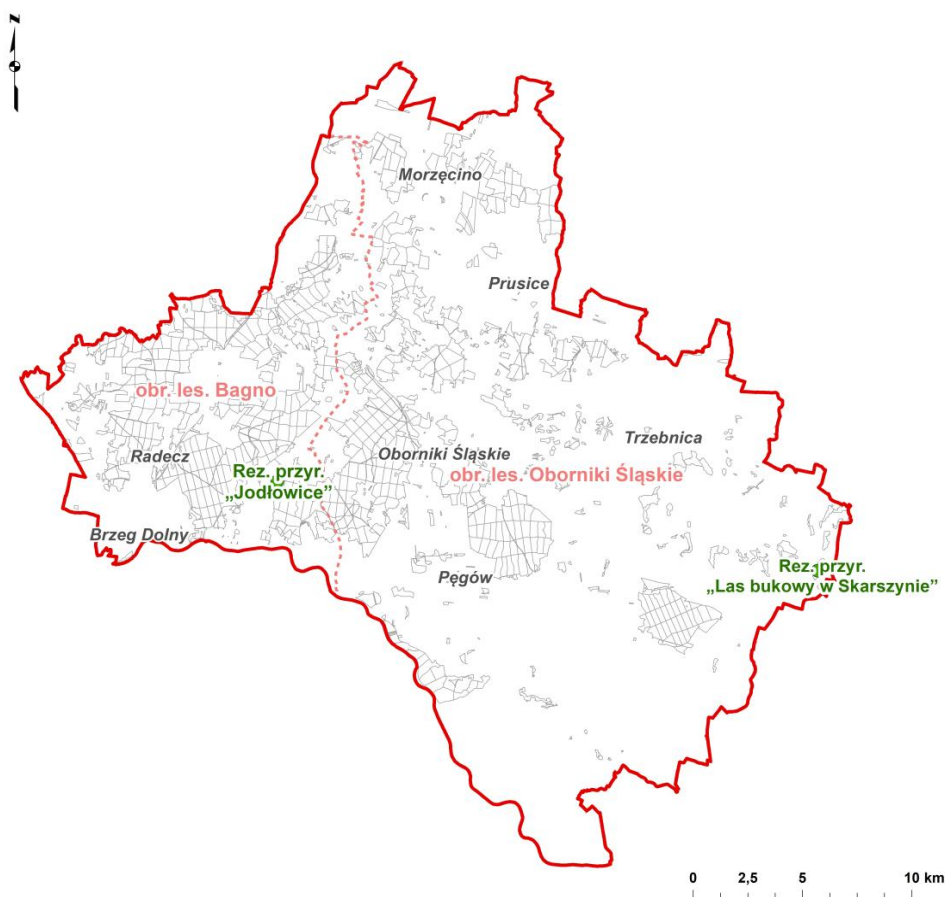 N
Morzęcino
Prusice
obr. les. Bagno
Trzebnica
Radecz
Oborniki Śląskie
Rez. przyr.
„Jodłowice”
obr. les. Oborniki Śląskie
Brzeg Dolny
Pęgów
Rez. przyr.
„Las bukowy w Skarszynie”
0 2,5 5 10 km